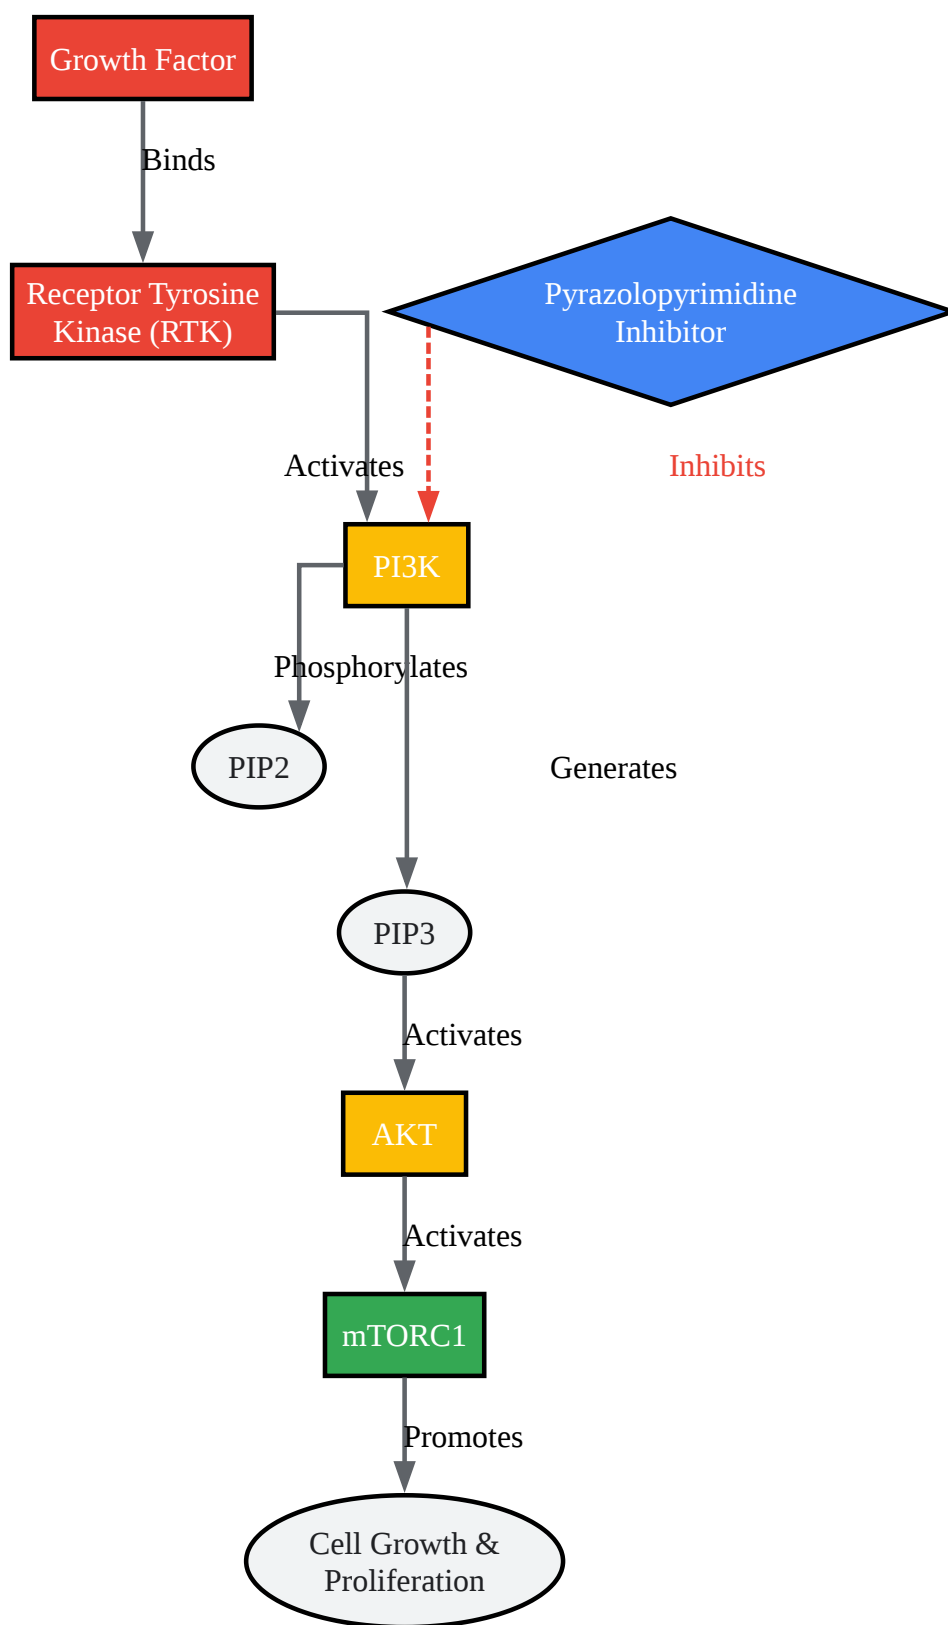 Growth Factor
Binds
Receptor Tyrosine
Kinase (RTK)
Pyrazolopyrimidine
Inhibitor
Activates
Inhibits
PI3K
Phosphorylates
PIP2
Generates
PIP3
Activates
AKT
Activates
mTORC1
Promotes
Cell Growth &
Proliferation